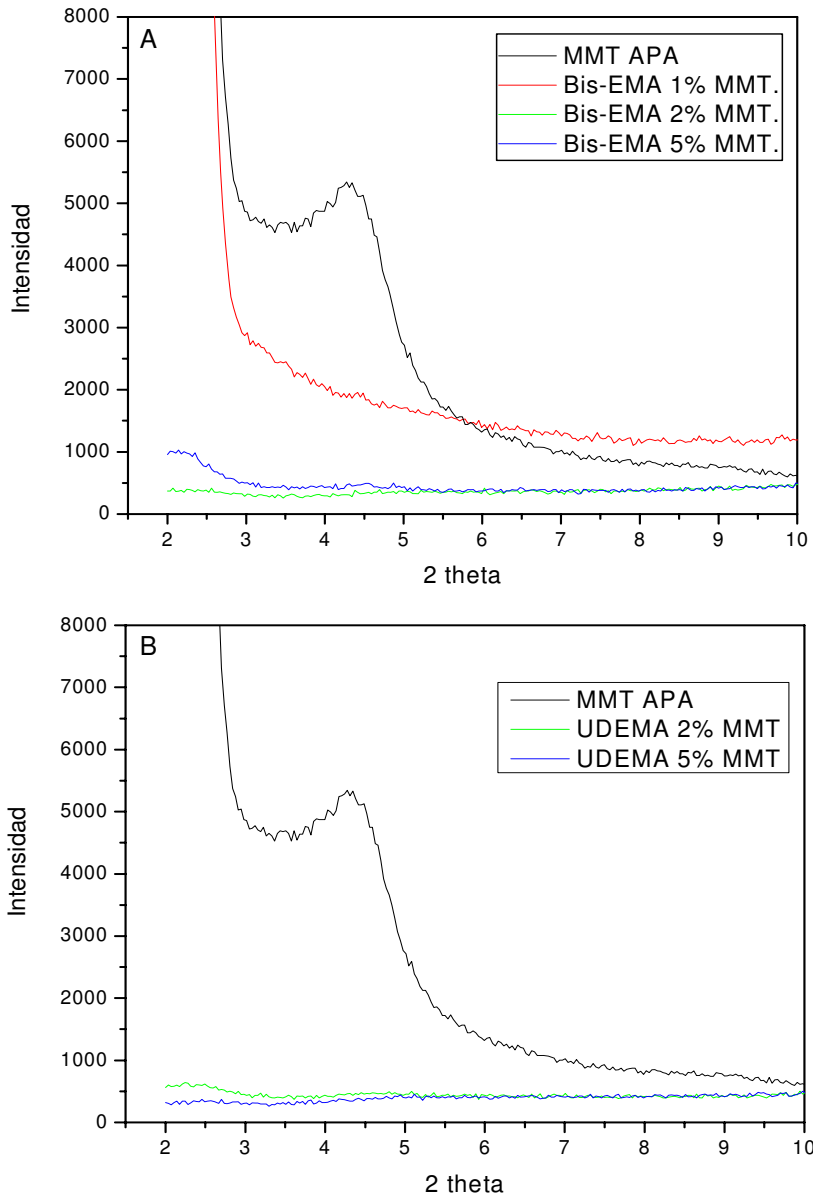 A
8000
7000
6000
5000
4000
3000
2000
1000
0
Intensidad
MMT APA
Bis-EMA 1% MMT.
Bis-EMA 2% MMT.
Bis-EMA 5% MMT.
2 3 4 5 6 7 8 9 10
2 theta
B
8000
7000
6000
5000
4000
3000
2000
1000
0
Intensidad
MMT APA
UDEMA 2% MMT
UDEMA 5% MMT
2 3 4 5 6 7 8 9 10
2 theta